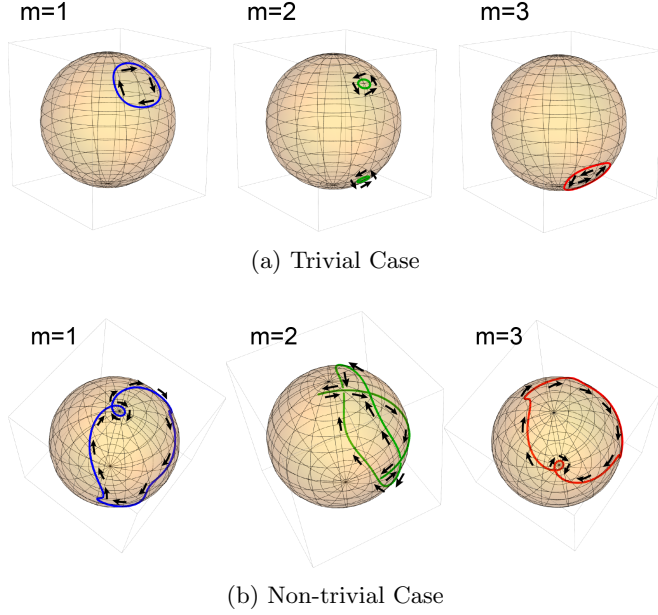 m=1
m=2
m=3
(a) Trivial Case
m=1
m=2
m=3
(b) Non-trivial Case